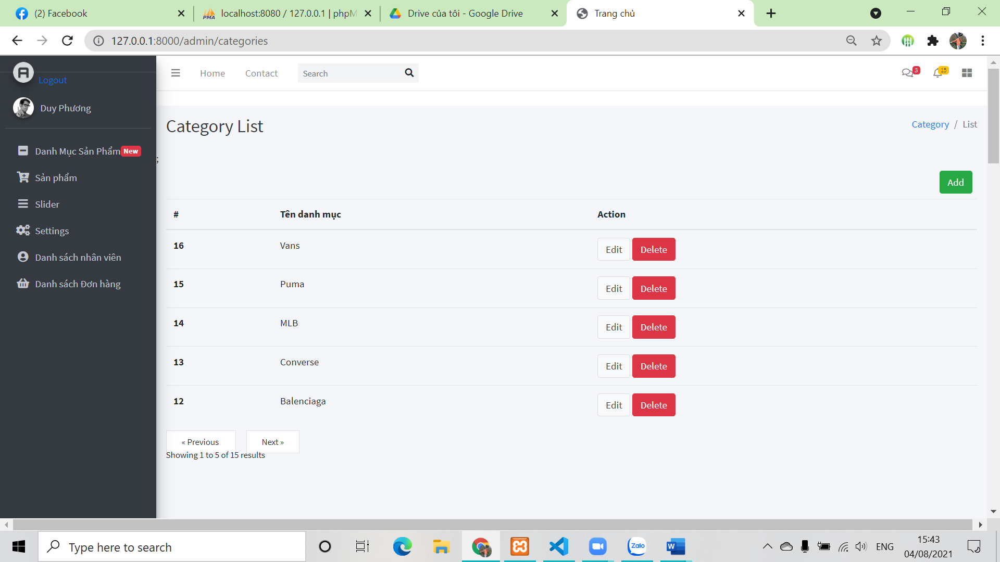 (2) Facebook
localhost:8080 / 127.0.0.1 | phpM
Drive của tôi - Google Drive
Trang chủ
127.0.0.1:8000/admin/categories
Logout
Home
Contact
Search
3
15
Duy Phương
Category List
Category / List
Danh Mục Sản Phẩm New
;
Sản phẩm
Add
Slider
# Tên danh mục Action
Settings
16 Vans Edit Delete
Danh sách nhân viên
15 Puma Edit Delete
Danh sách Đơn hàng
14 MLB Edit Delete
13 Converse Edit Delete
12 Balenciaga Edit Delete
« Previous
Next »
Showing 1 to 5 of 15 results
Type here to search
Zalo
W
ENG
15:43
04/08/2021